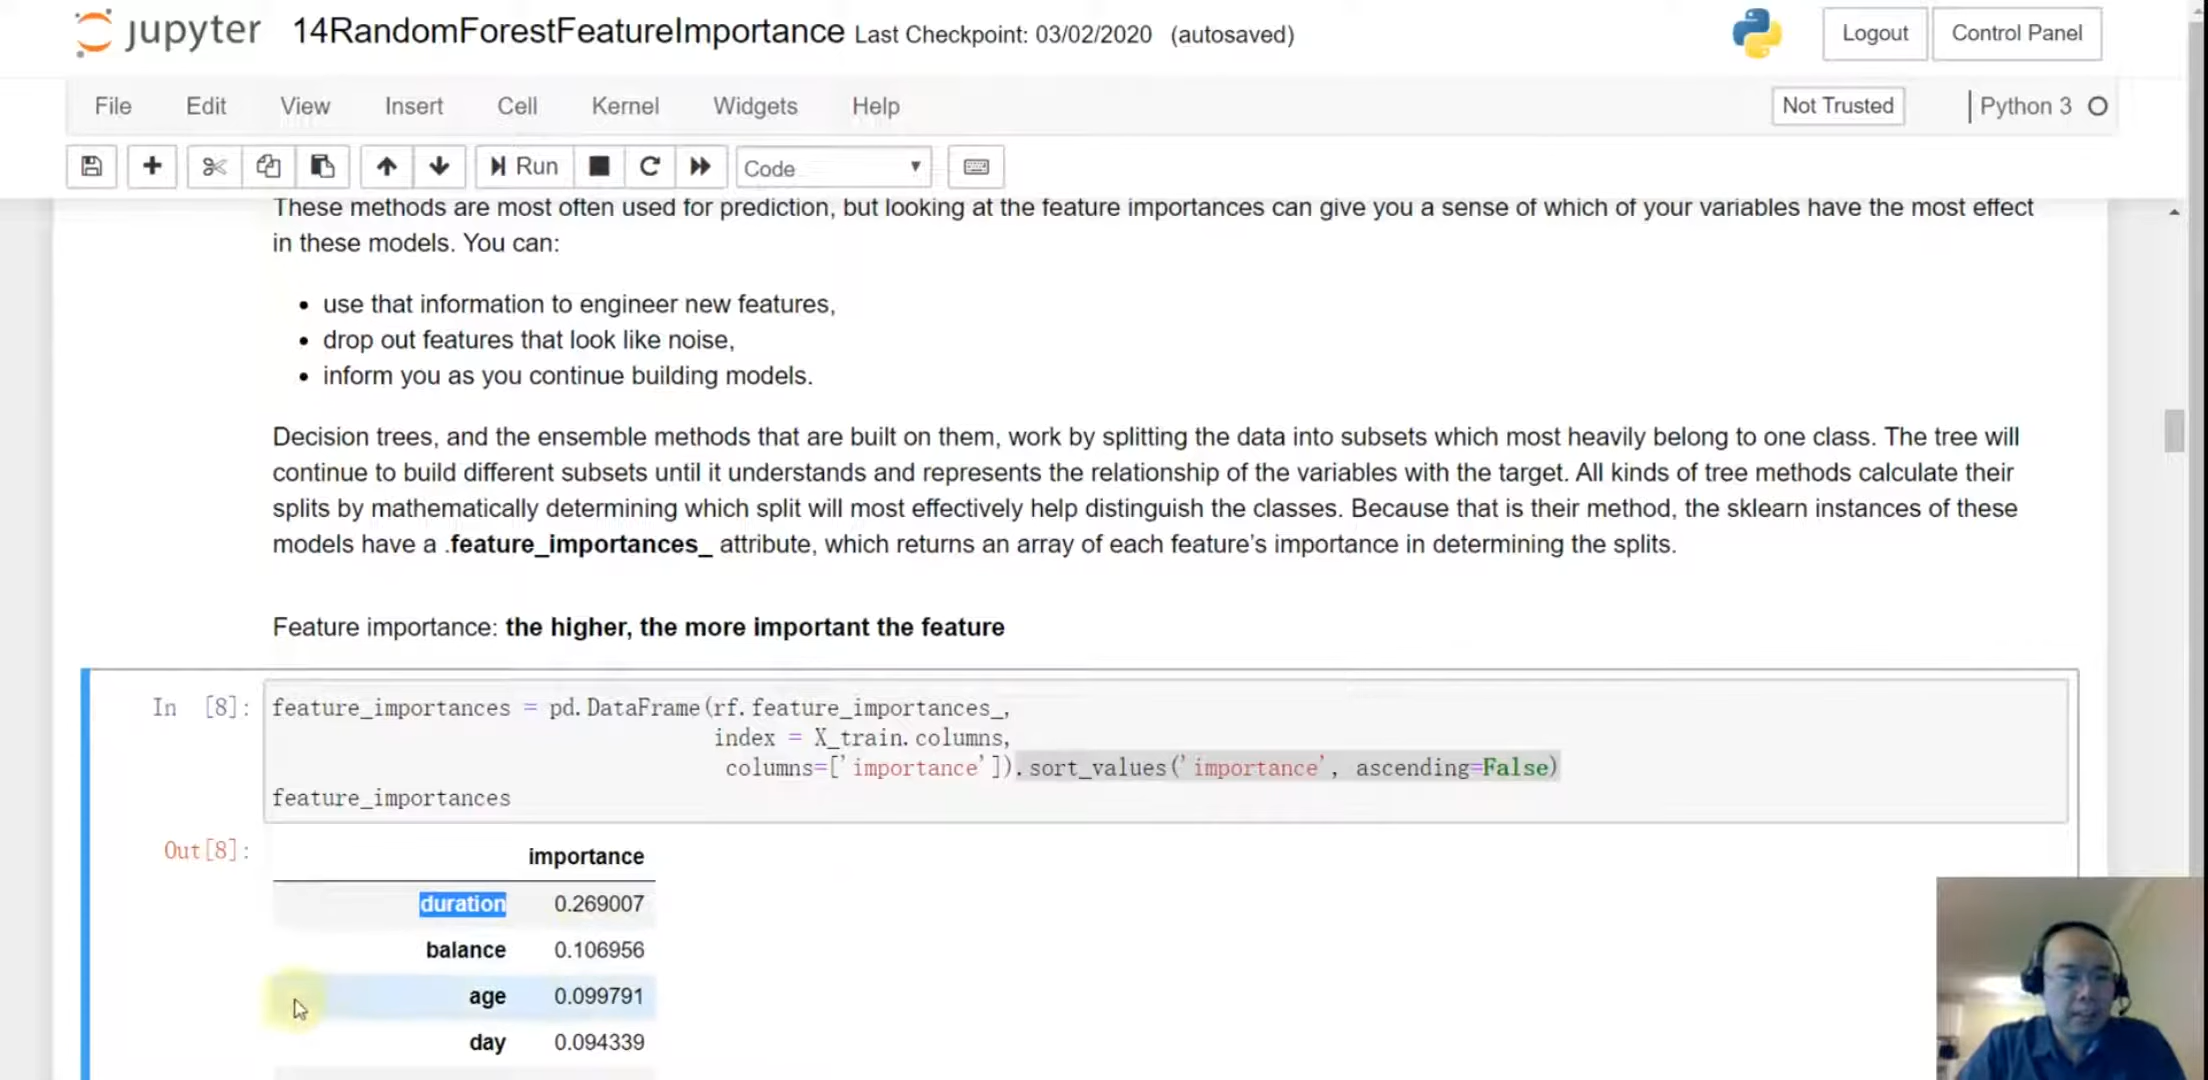 jupyter 14RandomForestFeatureImportance Last Checkpoint: 03/02/2020 (autosaved) Logout Control Panel
File Edit View Insert Cell Kernel Widgets Help Not Trusted Python 3
Run Code
These methods are most often used for prediction, but looking at the feature importances can give you a sense of which of your variables have the most effect
in these models. You can:
• use that information to engineer new features,
• drop out features that look like noise,
• inform you as you continue building models.
Decision trees, and the ensemble methods that are built on them, work by splitting the data into subsets which most heavily belong to one class. The tree will
continue to build different subsets until it understands and represents the relationship of the variables with the target. All kinds of tree methods calculate their
splits by mathematically determining which split will most effectively help distinguish the classes. Because that is their method, the sklearn instances of these
models have a .feature_importances_ attribute, which returns an array of each feature's importance in determining the splits.
Feature importance: the higher, the more important the feature
In [8]: feature_importances = pd.DataFrame(rf.feature_importances_,
index = X_train.columns,
columns=['importance']).sort_values('importance', ascending=False)
feature_importances
Out[8]:
importance
duration 0.269007
balance 0.106956
age 0.099791
day 0.094339